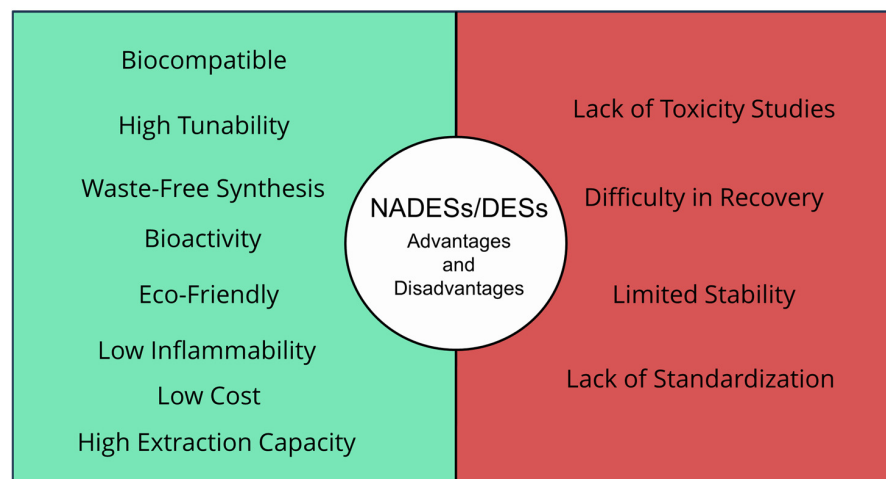 Biocompatible
High Tunability
Waste-Free Synthesis
Bioactivity
Eco-Friendly
Low Inflammability
Low Cost
High Extraction Capacity
NADESs/DESs
Advantages
and
Disadvantages
Lack of Toxicity Studies
Difficulty in Recovery
Limited Stability
Lack of Standardization